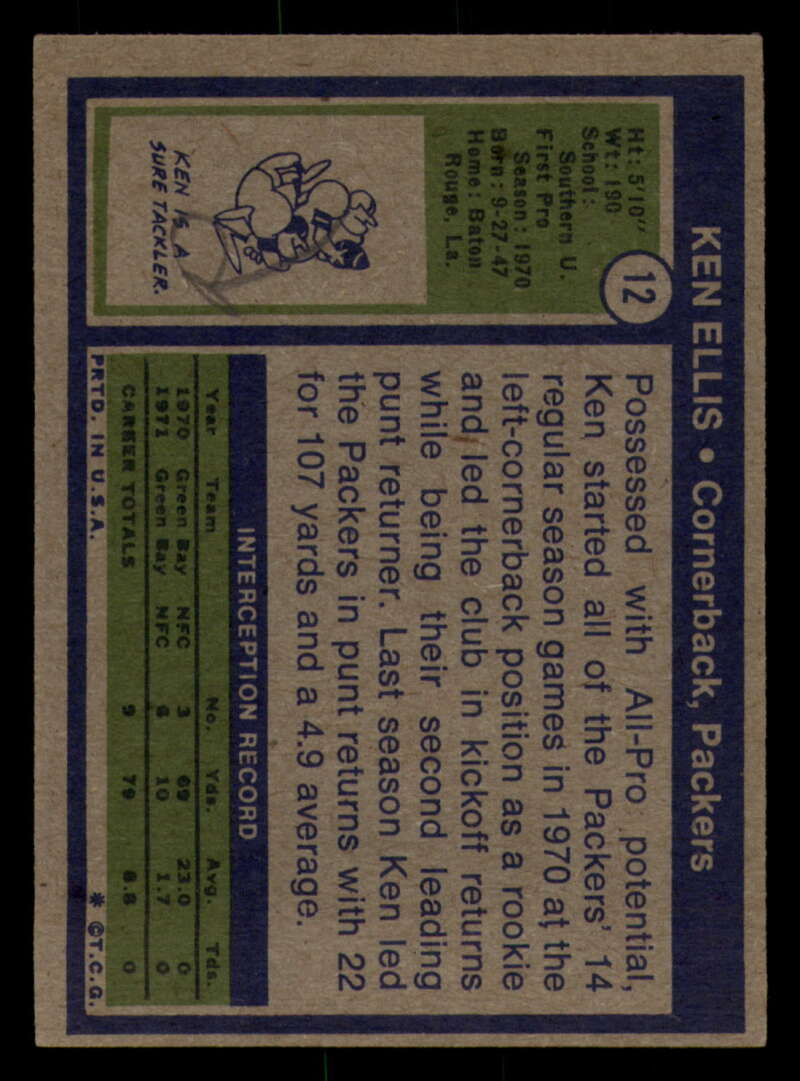 KEN ELLIS • Cornerback, Packers
12
Ht: 5'10"
Wt: 190
School:
Southern U.
First Pro
Season: 1970
Born: 9-27-47
Home: Baton
Rouge, La.
KEN IS A
SURE TACKLER.
Possessed with All-Pro potential,
Ken started all of the Packers' 14
regular season games in 1970 at the
left-cornerback position as a rookie
and led the club in kickoff returns
while being their second leading
punt returner. Last season Ken led
the Packers in punt returns with 22
for 107 yards and a 4.9 average.
INTERCEPTION RECORD
Year Team No. Yds. Avg. Tds.
1970 Green Bay NFC 3 69 23.0 0
1971 Green Bay NFC 6 10 1.7 0
CAREER TOTALS 9 79 8.8 0
PRTD. IN U.S.A. * ©T.C.G.